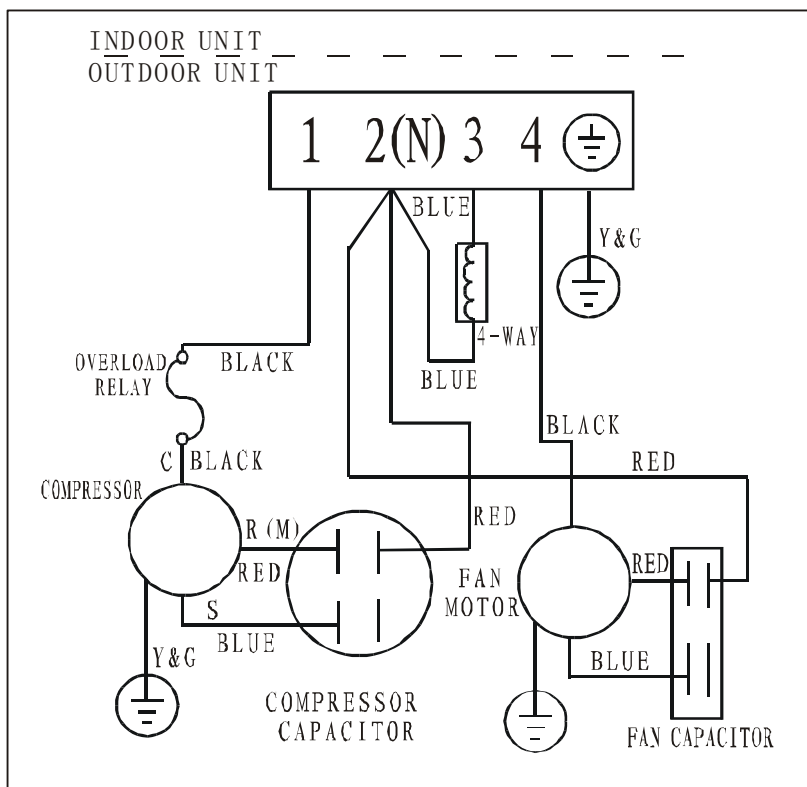 INDOOR UNIT
OUTDOOR UNIT
1 2(N) 3 4
BLUE
Y&G
4-WAY
BLUE
OVERLOAD
RELAY
BLACK
BLACK
C BLACK
RED
COMPRESSOR
R (M)
RED
RED
FAN
MOTOR
RED
S
BLUE
Y&G
BLUE
COMPRESSOR
CAPACITOR
FAN CAPACITOR